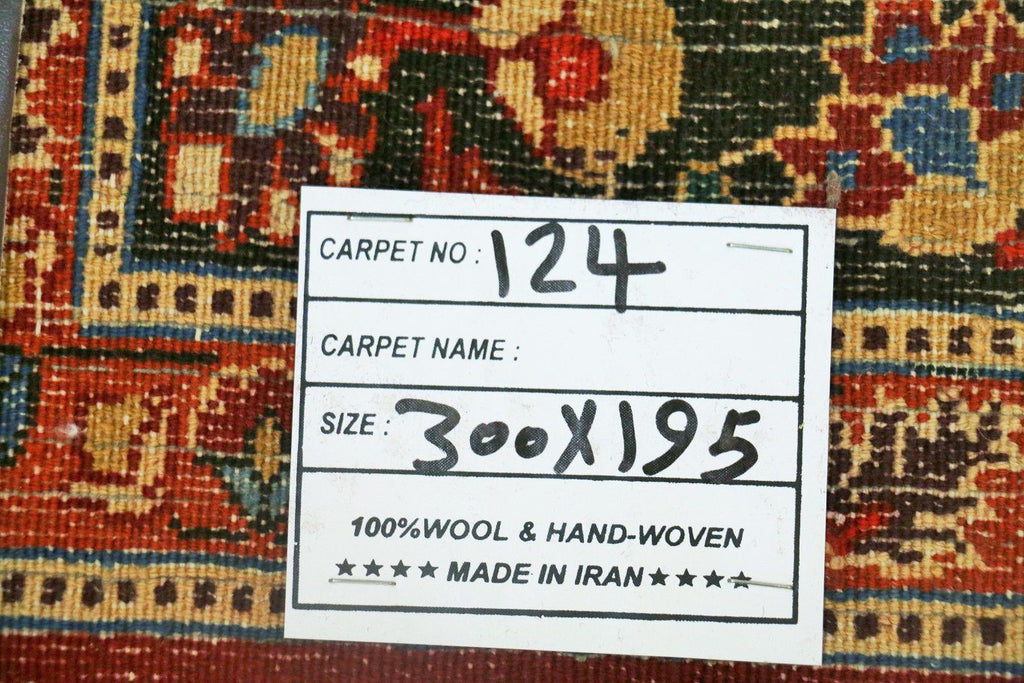 CARPET NO : 124
CARPET NAME :
SIZE : 300X195
100%WOOL & HAND-WOVEN
★★★★ MADE IN IRAN ★★★★